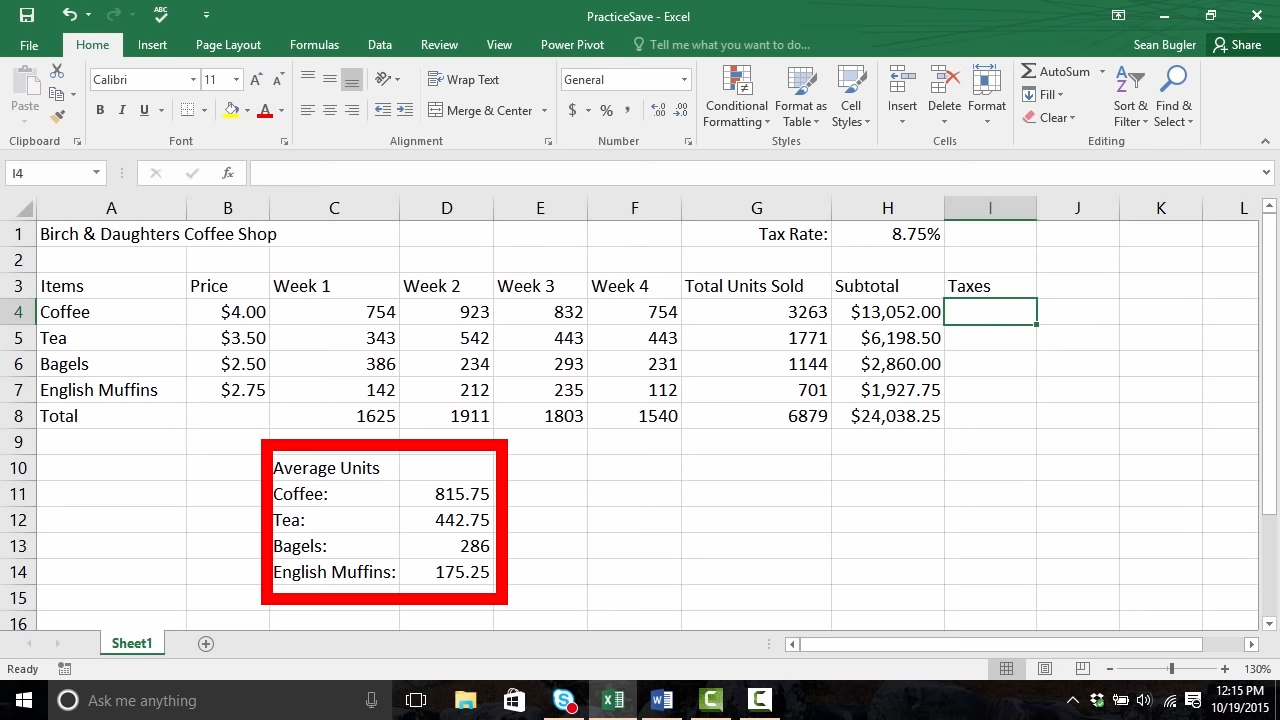 ABC
PracticeSave - Excel
File Home Insert Page Layout Formulas Data Review View Power Pivot Tell me what you want to do... Sean Bugler Share
Paste
Clipboard
Calibri 11
B I U A
Font
Wrap Text
Merge & Center
Alignment
General
$ % ,
Number
Conditional Formatting
Format as Table
Cell Styles
Styles
Insert Delete Format
Cells
AutoSum
Fill
Clear
Sort & Filter
Find & Select
Editing
I4 fx
A B C D E F G H I J K L
1 Birch & Daughters Coffee Shop Tax Rate: 8.75%
2
3 Items Price Week 1 Week 2 Week 3 Week 4 Total Units Sold Subtotal Taxes
4 Coffee $4.00 754 923 832 754 3263 $13,052.00
5 Tea $3.50 343 542 443 443 1771 $6,198.50
6 Bagels $2.50 386 234 293 231 1144 $2,860.00
7 English Muffins $2.75 142 212 235 112 701 $1,927.75
8 Total 1625 1911 1803 1540 6879 $24,038.25
9
10 Average Units
11 Coffee: 815.75
12 Tea: 442.75
13 Bagels: 286
14 English Muffins: 175.25
15
16
Sheet1
Ready 130%
Ask me anything 12:15 PM
10/19/2015